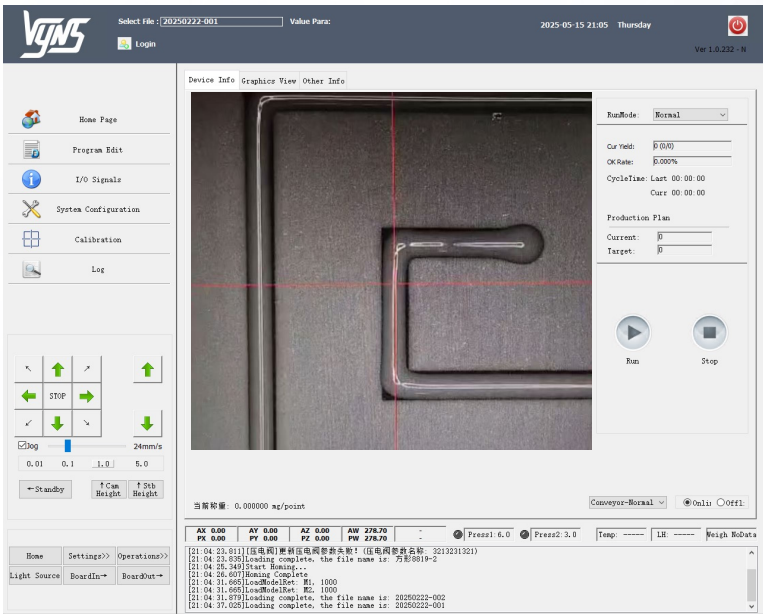 VYNS
Select File : 20250222-001 Value Para: 2025-05-15 21:05 Thursday
Login
Ver 1.0.232 - N
Device Info Graphics View Other Info
Home Page
Program Edit
I/O Signals
System Configuration
Calibration
Log
STOP
Jog 24mm/s
0.01 0.1 1.0 5.0
←Standby ↑Cam Height ↑Stb Height
Home Settings>> Operations>>
Light Source BoardIn→ BoardOut→
RunMode: Normal
Cur Yield: 0 (0/0)
OK Rate: 0.000%
CycleTime: Last 00:00:00
Curr 00:00:00
Production Plan
Current: 0
Target: 0
Run Stop
当前称重: 0.000000 mg/point
Conveyor-Normal Onli Offl
AX 0.00 AY 0.00 AZ 0.00 AW 278.70 -
PX 0.00 PY 0.00 PZ 0.00 PW 278.70 -
Press1:6.0 Press2:3.0 Temp: ----- LH: ----- Weigh NoData
[21:04:23.811][压电阀]更新压电阀参数失败!(压电阀参数名称: 3213231321)
[21:04:23.835]Loading complete, the file name is: 方形8819-2
[21:04:25.349]Start Homing...
[21:04:26.607]Homing Complete
[21:04:31.665]LoadModelRet: M1, 1000
[21:04:31.665]LoadModelRet: M2, 1000
[21:04:31.879]Loading complete, the file name is: 20250222-002
[21:04:37.025]Loading complete, the file name is: 20250222-001